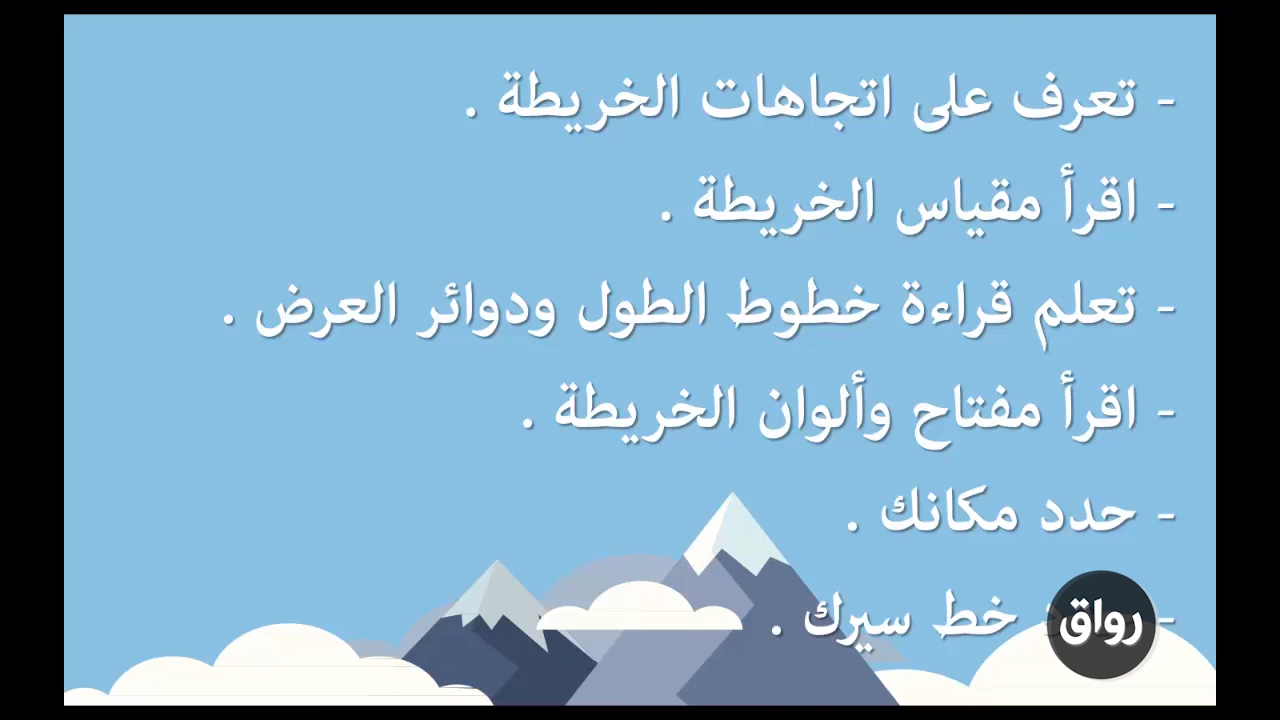 - تعرف على اتجاهات الخريطة .
- اقرأ مقياس الخريطة .
- تعلم قراءة خطوط الطول ودوائر العرض .
- اقرأ مفتاح وألوان الخريطة .
- حدد مكانك .
- خط سيرك .
رواق